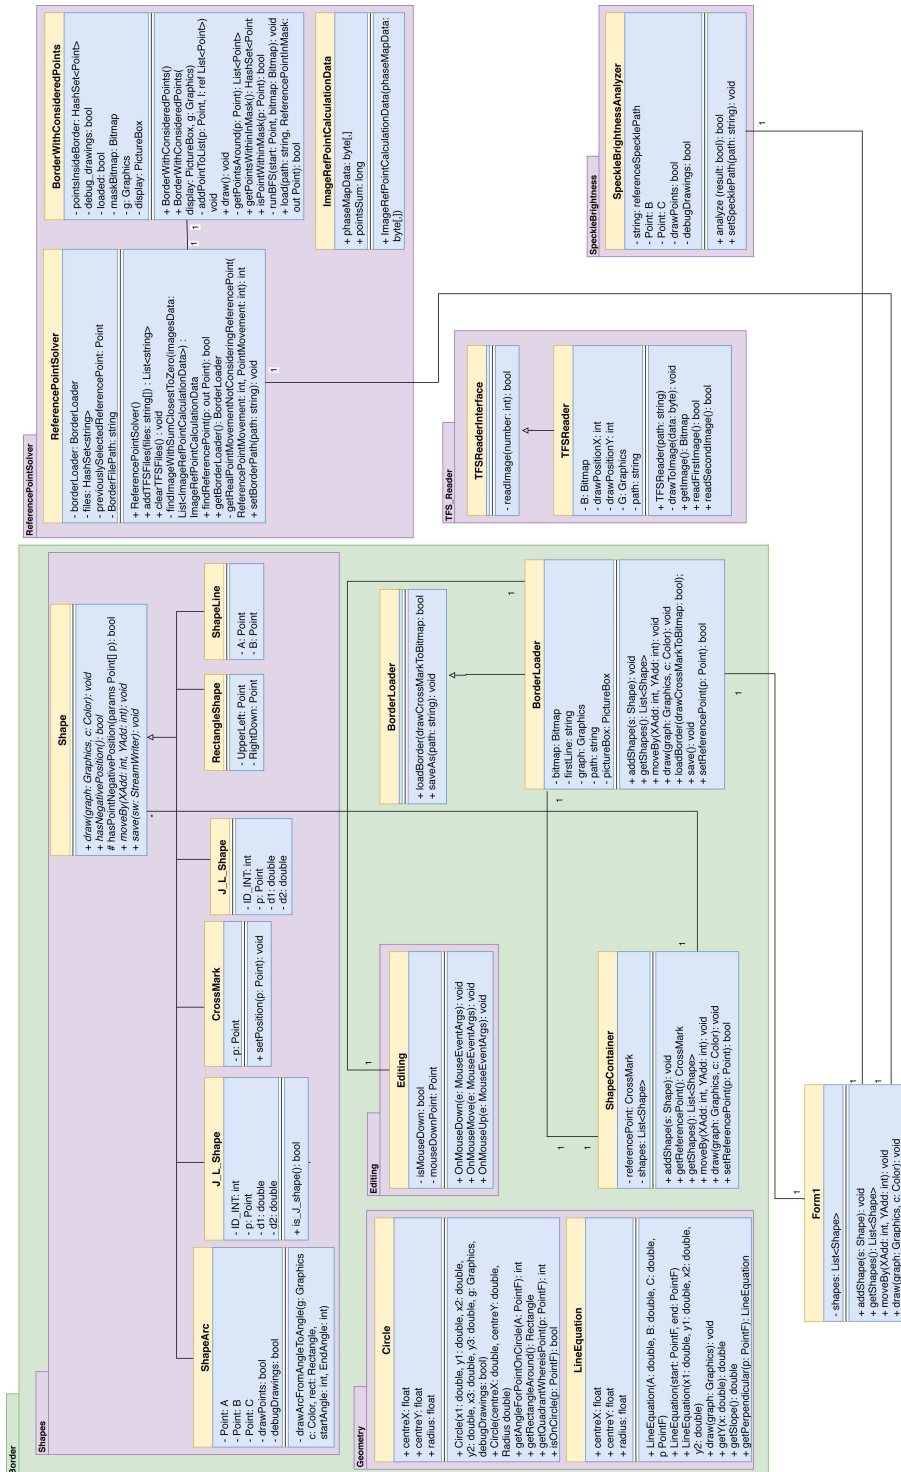 Border
Shapes
Shape
+ draw(graph: Graphics, c: Color): void
+ hasNegativePosition(): bool
# hasPointNegativePosition(params Point[] p): bool
+ moveBy(XAdd: int, YAdd: int): void
+ save(sw: StreamWriter): void
*
ShapeArc
- Point: A
- Point: B
- Point: C
- drawPoints: bool
- debugDrawings: bool
- drawArcFromAngleToAngle(g: Graphics
c: Color, rect: Rectangle,
startAngle: int, EndAngle: int)
J_L_Shape
- ID_INT: int
- p: Point
- d1: double
- d2: double
+ is_J_shape(): bool
CrossMark
- p: Point
+ setPosition(p: Point): void
J_L_Shape
- ID_INT: int
- p: Point
- d1: double
- d2: double
RectangleShape
- UpperLeft: Point
- RightDown: Point
ShapeLine
- A: Point
- B: Point
Geometry
Circle
+ centreX: float
+ centreY: float
+ radius: float
+ Circle(x1: double, y1: double, x2: double,
y2: double, x3: double, y3: double, g: Graphics,
debugDrawings: bool)
+ Circle(centreX: double, centreY: double,
Radius double)
+ getAngleForPointOnCircle(A: PointF): int
+ getRectangleAround(): Rectangle
+ getQuadrantWhereisPoint(p: PointF): int
+ isOnCircle(p: PointF): bool
LineEquation
+ centreX: float
+ centreY: float
+ radius: float
+ LineEquation(A: double, B: double, C: double,
p PointF)
+ LineEquation(start: PointF, end: PointF)
+ LineEquation(x1: double, y1: double, x2: double,
y2: double)
+ draw(graph: Graphics): void
+ getY(x: double): double
+ getSlope(): double
+ getPerpendicular(p: PointF): LineEquation
Editing
Editing
- isMouseDown: bool
- mouseDownPoint: Point
+ OnMouseDown(e: MouseEventArgs): void
+ OnMouseMove(e: MouseEventArgs): void
+ OnMouseUp(e: MouseEventArgs): void
1
BorderLoader
+ loadBorder(drawCrossMarkToBitmap: bool
+ saveAs(path: string): void
ShapeContainer
- referencePoint: CrossMark
- shapes: List<Shape>
+ addShape(s: Shape): void
+ getReferencePoint(): CrossMark
+ getShapes(): List<Shape>
+ moveBy(XAdd: int, YAdd: int): void
+ draw(graph: Graphics, c: Color): void
+ setReferencePoint(p: Point): bool
1
1
1
BorderLoader
- bitmap: Bitmap
- firstLine: string
- graph: Graphics
- path: string
- pictureBox: PictureBox
+ addShape(s: Shape): void
+ getShapes(): List<Shape>
+ moveBy(XAdd: int, YAdd: int): void
+ draw(graph: Graphics, c: Color): void
+ loadBorder(drawCrossMarkToBitmap: bool);
+ save(): void
+ setReferencePoint(p: Point): bool
1
1
1
Form1
- shapes: List<Shape>
+ addShape(s: Shape): void
+ getShapes(): List<Shape>
+ moveBy(XAdd: int, YAdd: int): void
+ draw(graph: Graphics, c: Color): void
1
1
1
ReferencePointSolver
ReferencePointSolver
- borderLoader: BorderLoader
- files: HashSet<string>
- previouslySelectedReferencePoint: Point
- BorderFilePath: string
+ ReferencePointSolver()
+ addTFSFiles(files: string[]) : List<string>
+ clearTFSFiles() : void
- findImageWithSumClosestToZero(imagesData:
List<ImageRefPointCalculationData>) :
ImageRefPointCalculationData
+ findReferencePoint(p: out Point): bool
+ getBorderLoader(): BorderLoader
- getRealPointMovementNotConsideringReferencePoint(
ReferencePointMovement: int, PointMovement: int): int
+ setBorderPath(path: string): void
1
1
1
BorderWithConsideredPoints
- pointsInsideBorder: HashSet<Point>
- debug_drawings: bool
- loaded: bool
- maskBitmap: Bitmap
- g: Graphics
- display: PictureBox
+ BorderWithConsideredPoints()
+ BorderWithConsideredPoints(
display: PictureBox, g: Graphics)
- addPointToList(p: Point, l: ref List<Point>)
void
+ draw(): void
- getPointsAround(p: Point): List<Point>
+ getPointsWithinInMask(): HashSet<Point
+ isPointWithinMask(p: Point): bool
- runBFS(start: Point, bitmap: Bitmap): void
+ load(path: string, ReferencePointInMask:
out Point): bool
ImageRefPointCalculationData
+ phaseMapData: byte[,]
+ pointsSum: long
+ ImageRefPointCalculationData(phaseMapData:
byte[,])
TFS_Reader
TFSReaderInterface
- readImage(number: int): bool
TFSReader
- B: Bitmap
- drawPositionX: int
- drawPositionY: int
- G: Graphics
- path: string
+ TFSReader(path: string)
- drawToImage(data: byte): void
+ getImage(): Bitmap
+ readFirstImage(): bool
+ readSecondImage(): bool
SpeckleBrightness
SpeckleBrightnessAnalyzer
- string: referenceSpecklePath
- Point: B
- Point: C
- drawPoints: bool
- debugDrawings: bool
+ analyze (result: bool): bool
+ setSpecklePath(path: string): void
1